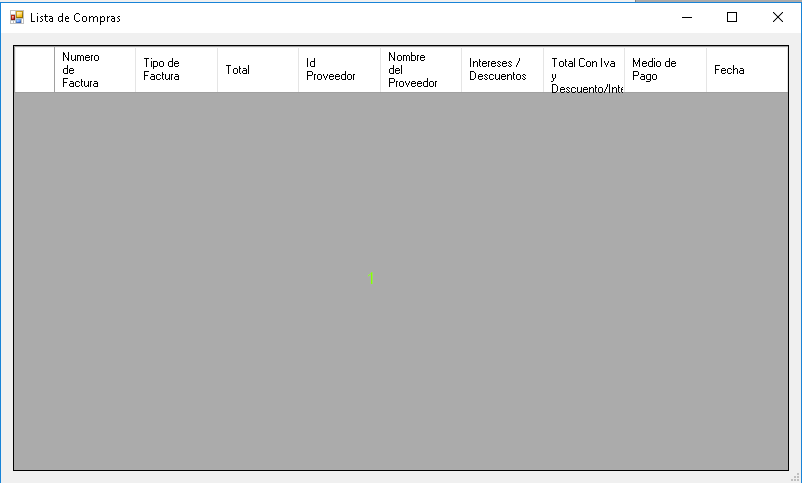 Lista de Compras
Numero
de
Factura
Tipo de
Factura
Total
Id
Proveedor
Nombre
del
Proveedor
Intereses /
Descuentos
Total Con Iva
y
Descuento/Inte
Medio de
Pago
Fecha
1